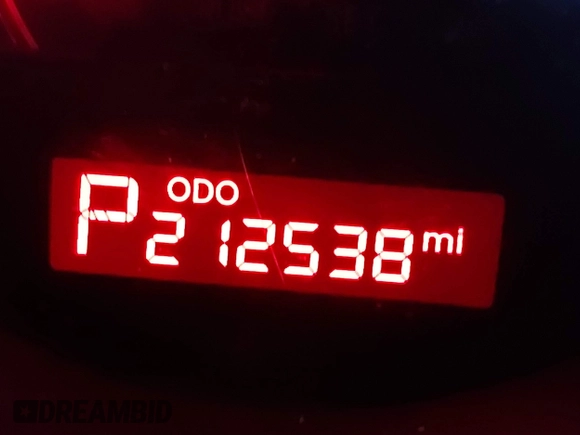 ODO
P 212538 mi
DREAMBID